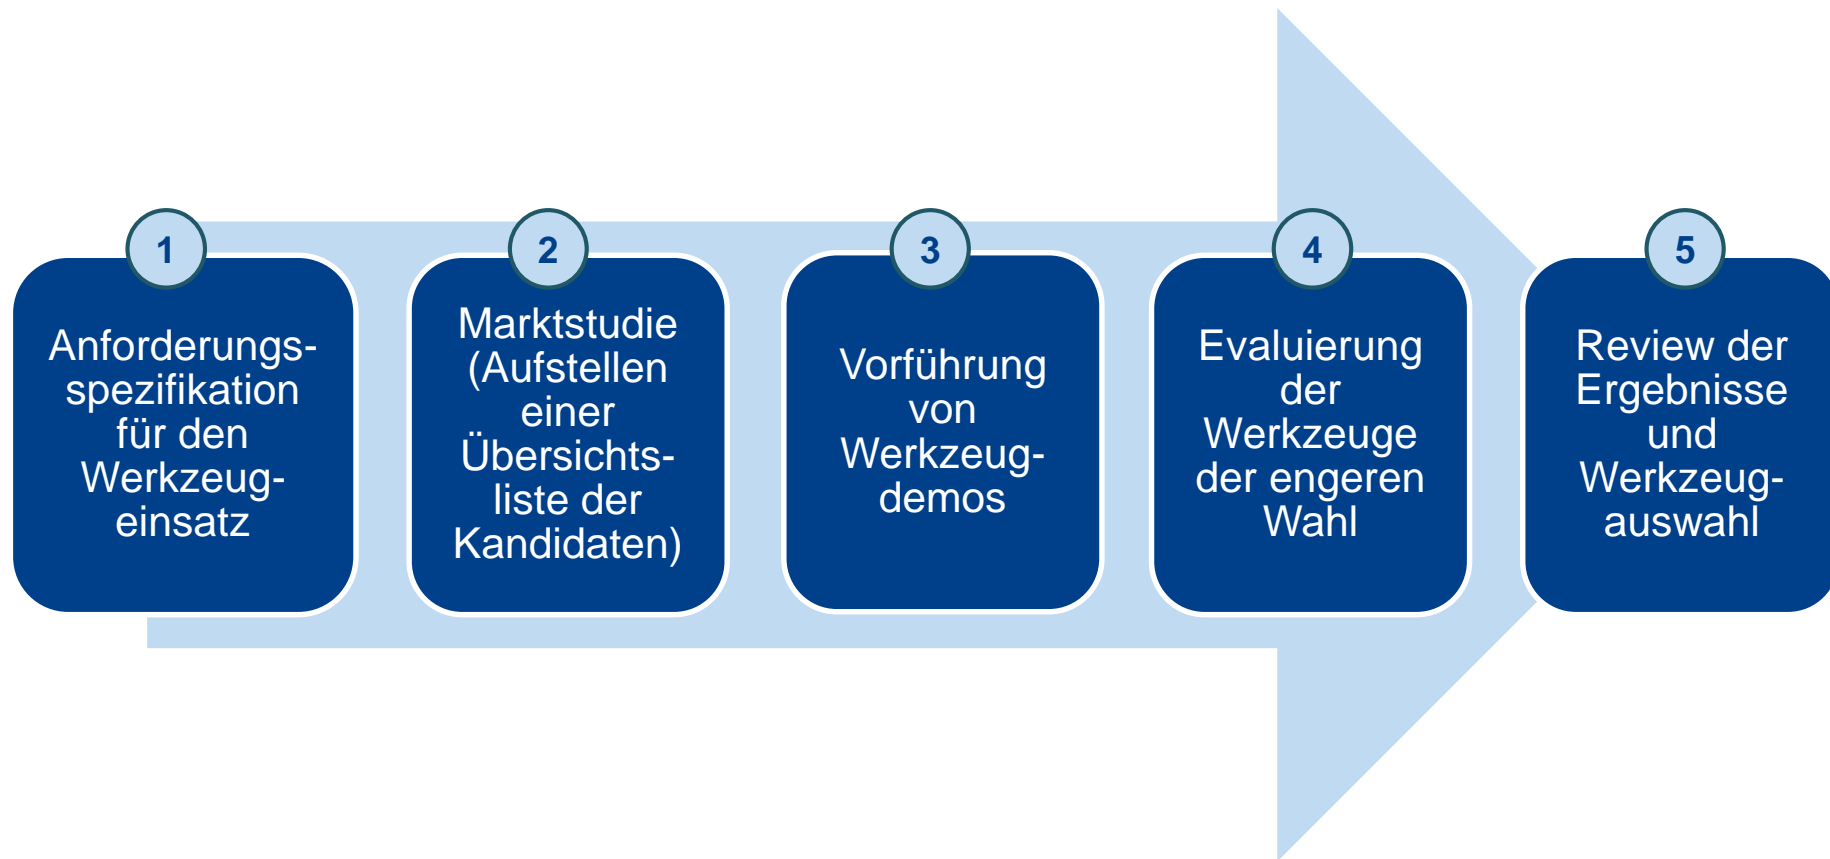 1
Anforderungs-
spezifikation
für den
Werkzeug-
einsatz
2
Marktstudie
(Aufstellen
einer
Übersichts-
liste der
Kandidaten)
3
Vorführung
von
Werkzeug-
demos
4
Evaluierung
der
Werkzeuge
der engeren
Wahl
5
Review der
Ergebnisse
und
Werkzeug-
auswahl